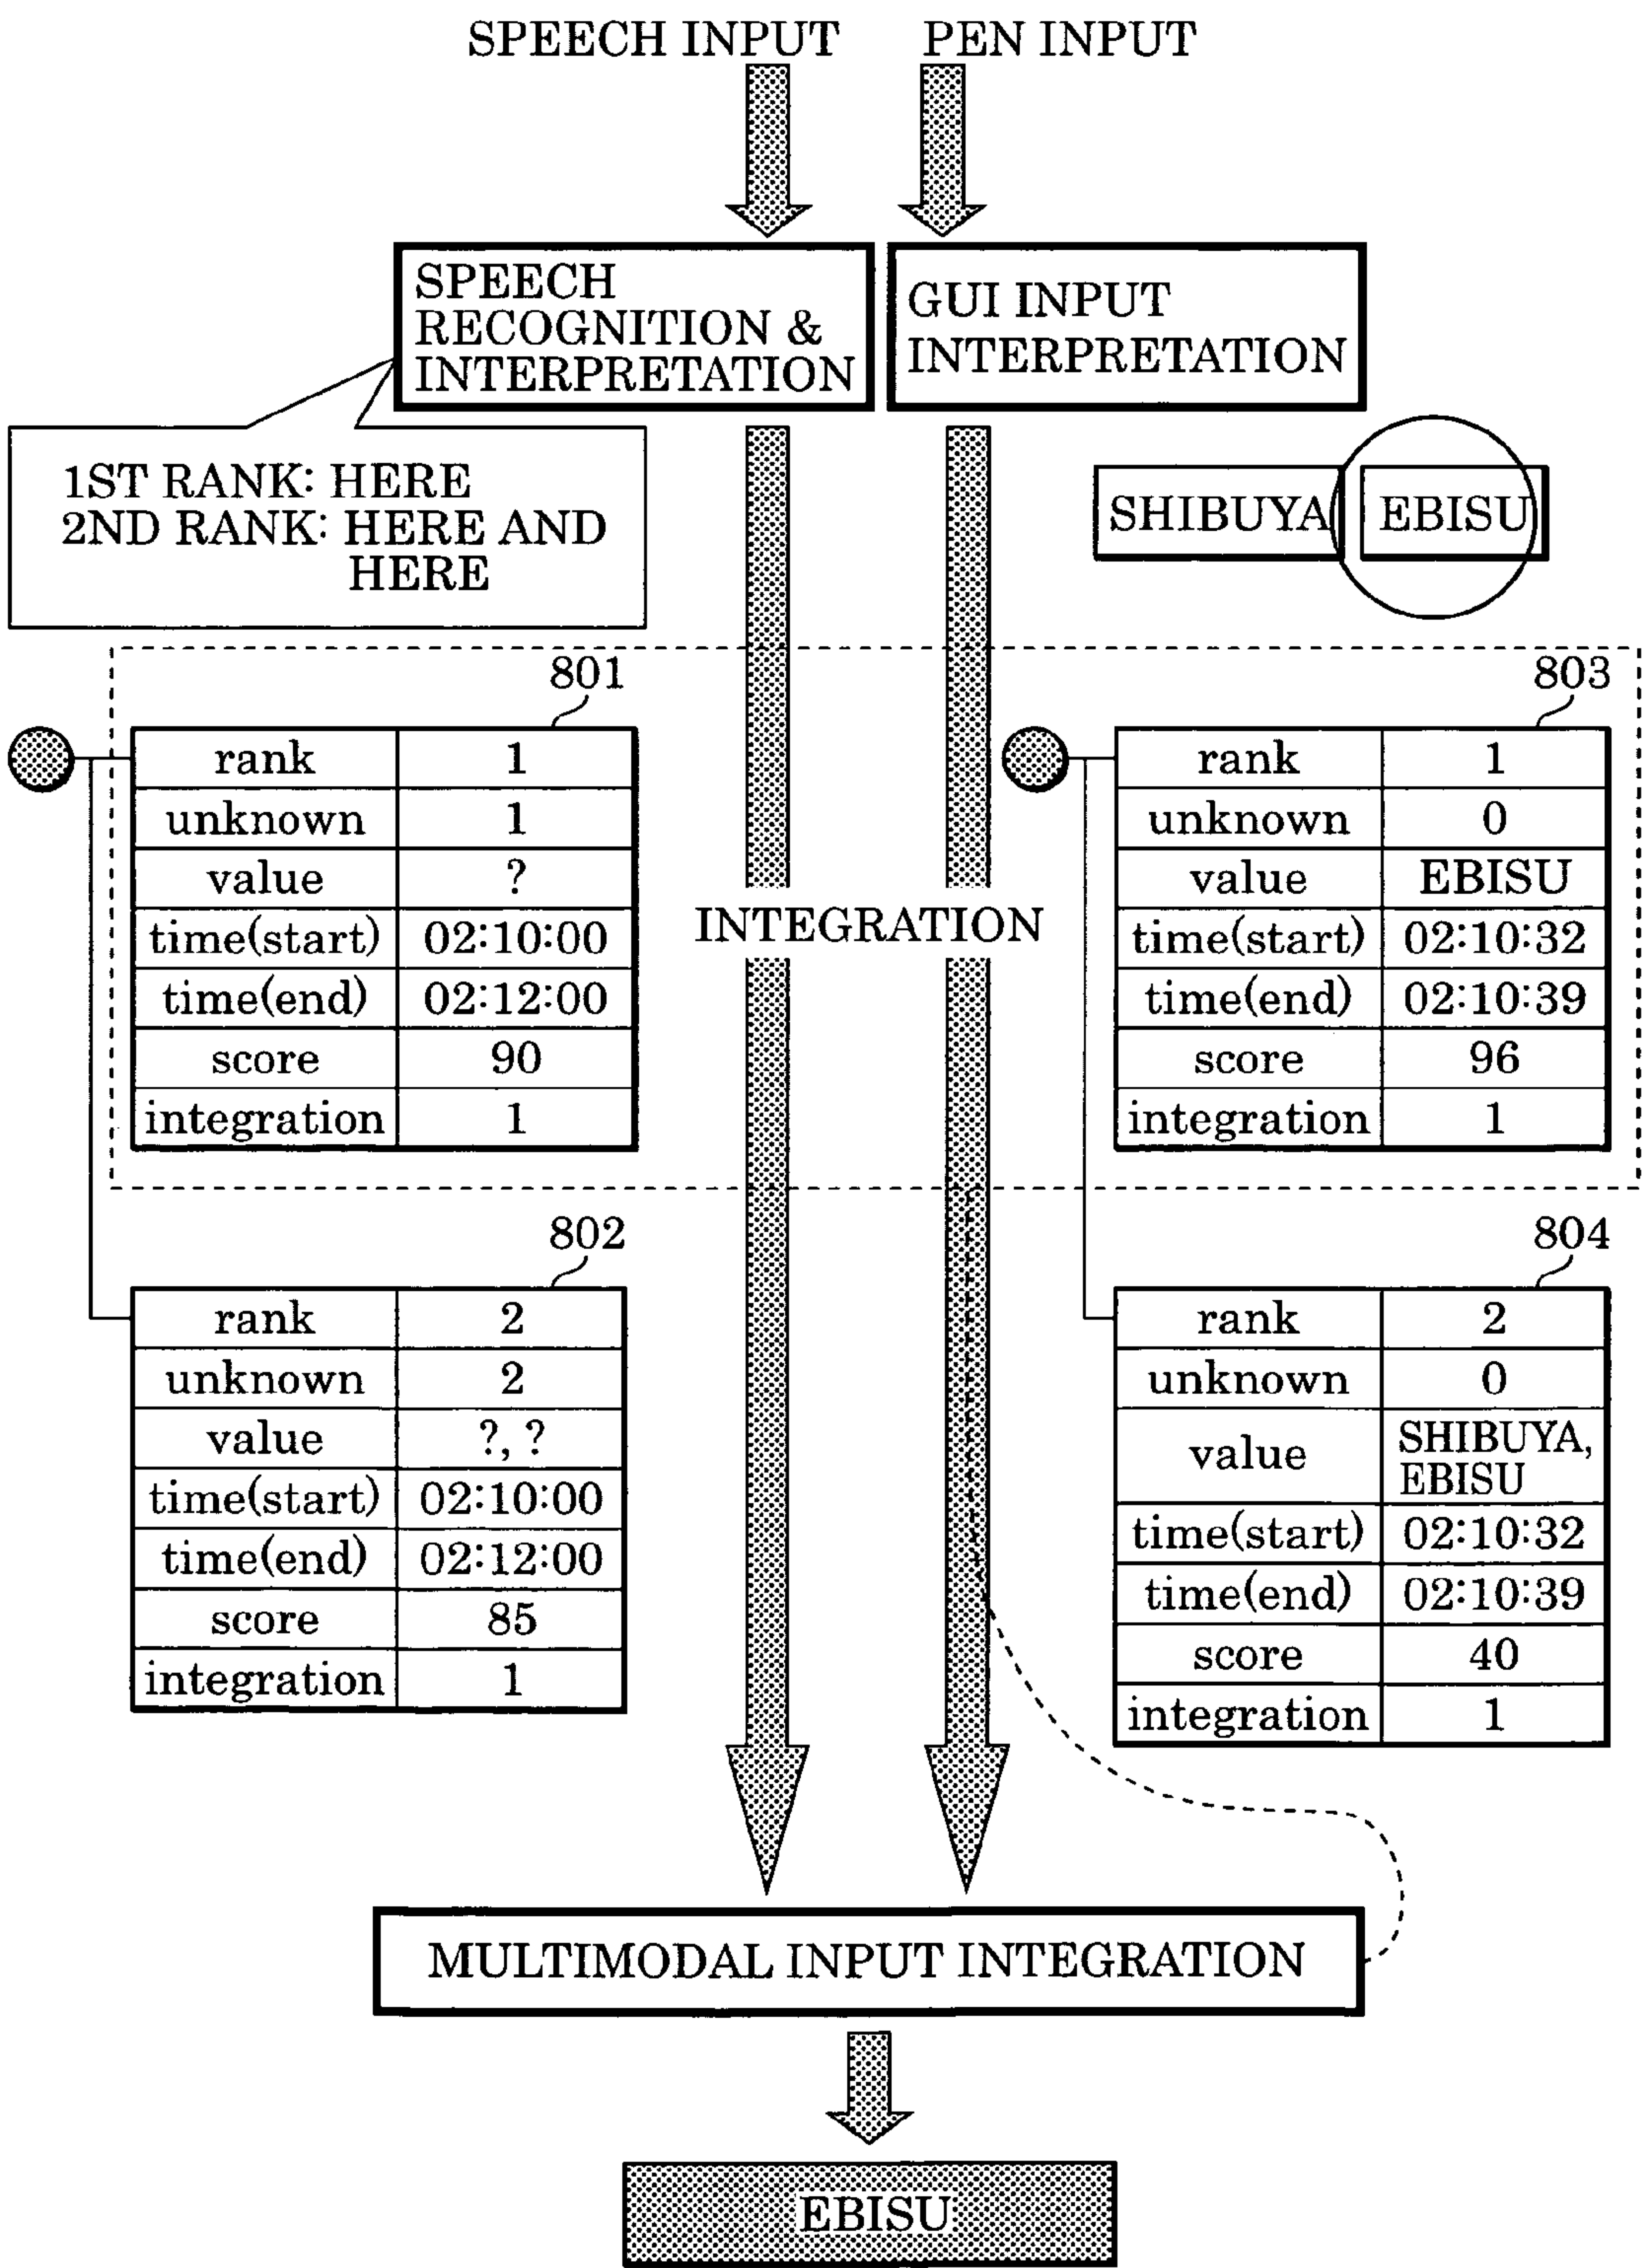 SPEECH INPUT
PEN INPUT
SPEECH
RECOGNITION &
INTERPRETATION
GUI INPUT
INTERPRETATION
1ST RANK: HERE
2ND RANK: HERE AND
HERE
SHIBUYA
EBISU
801
rank 1
unknown 1
value ?
time(start) 02:10:00
time(end) 02:12:00
score 90
integration 1
INTEGRATION
803
rank 1
unknown 0
value EBISU
time(start) 02:10:32
time(end) 02:10:39
score 96
integration 1
802
rank 2
unknown 2
value ?, ?
time(start) 02:10:00
time(end) 02:12:00
score 85
integration 1
804
rank 2
unknown 0
value SHIBUYA,
EBISU
time(start) 02:10:32
time(end) 02:10:39
score 40
integration 1
MULTIMODAL INPUT INTEGRATION
EBISU